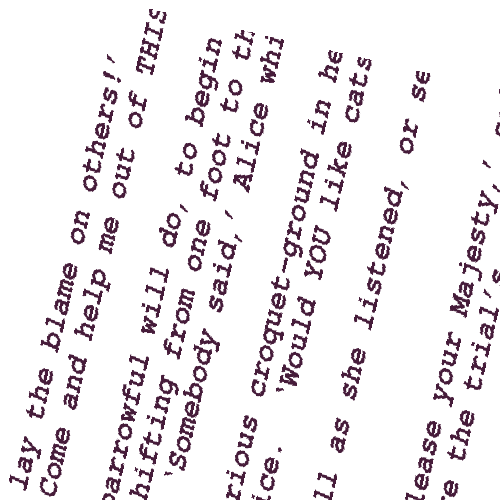 lay the blame on others!'
Come and help me out of THIS
barrowful will do, to begin
hifting from one foot to th
'Somebody said,' Alice whi
rious croquet-ground in he
ice. 'Would YOU like cats
ll as she listened, or se
lease your Majesty,'
e the trial's